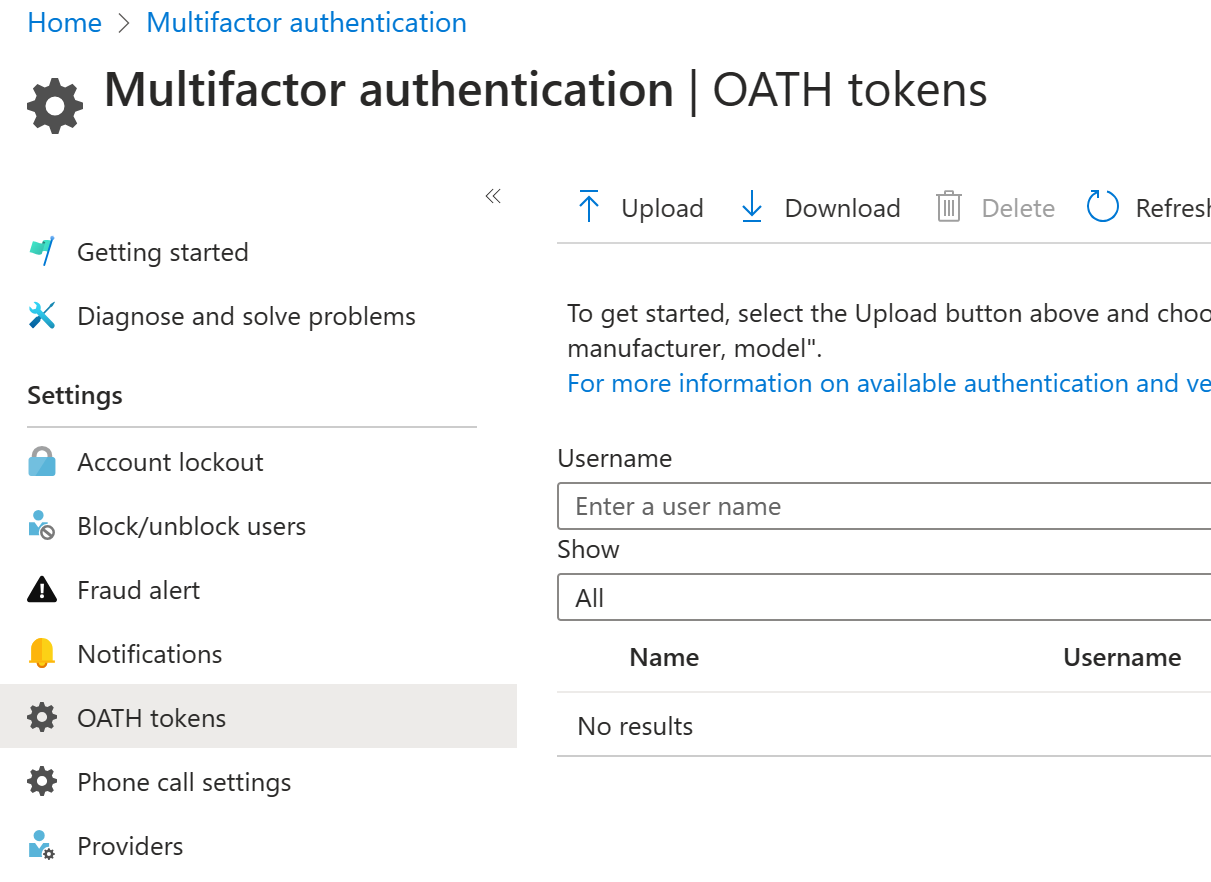 Home > Multifactor authentication
Multifactor authentication | OATH tokens
Getting started
Diagnose and solve problems
Settings
Account lockout
Block/unblock users
Fraud alert
Notifications
OATH tokens
Phone call settings
Providers
Upload Download Delete Refresh
To get started, select the Upload button above and choo
manufacturer, model".
For more information on available authentication and ve
Username
Enter a user name
Show
All
Name Username
No results